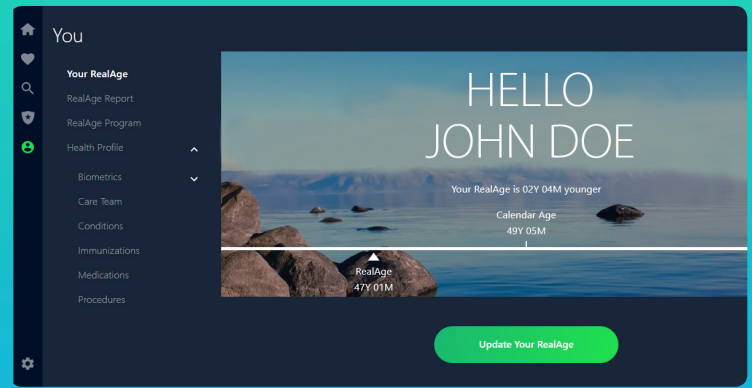 You
Your RealAge
RealAge Report
RealAge Program
Health Profile
Biometrics
Care Team
Conditions
Immunizations
Medications
Procedures
HELLO
JOHN DOE
Your RealAge is 02Y 04M younger
Calendar Age
49Y 05M
RealAge
47Y 01M
Update Your RealAge